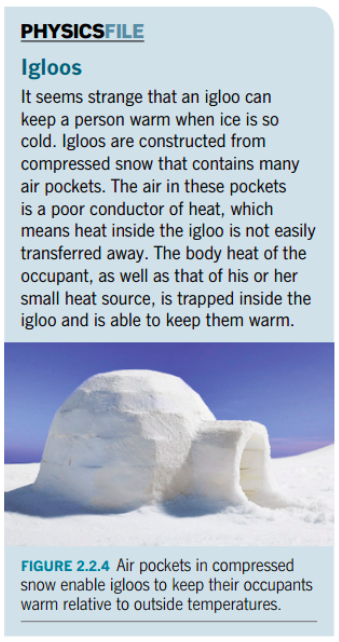 PHYSICSFILE
Igloos
It seems strange that an igloo can
keep a person warm when ice is so
cold. Igloos are constructed from
compressed snow that contains many
air pockets. The air in these pockets
is a poor conductor of heat, which
means heat inside the igloo is not easily
transferred away. The body heat of the
occupant, as well as that of his or her
small heat source, is trapped inside the
igloo and is able to keep them warm.
FIGURE 2.2.4 Air pockets in compressed
snow enable igloos to keep their occupants
warm relative to outside temperatures.